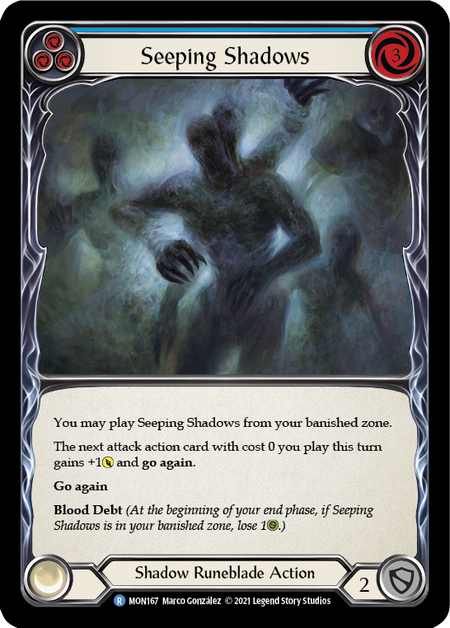 Seeping Shadows
3
You may play Seeping Shadows from your banished zone.
The next attack action card with cost 0 you play this turn
gains +1 and go again.
Go again
Blood Debt (At the beginning of your end phase, if Seeping
Shadows is in your banished zone, lose 1.)
Shadow Runeblade Action
2
R MON167 Marco González © 2021 Legend Story Studios